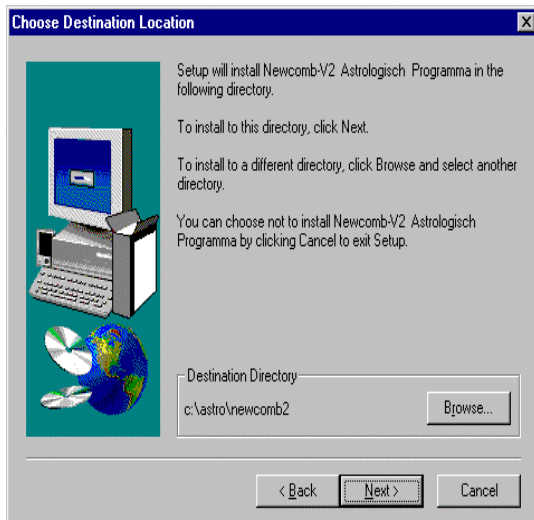 Choose Destination Location
Setup will install Newcomb-V2 Astrologisch Programma in the
following directory.
To install to this directory, click Next.
To install to a different directory, click Browse and select another
directory.
You can choose not to install Newcomb-V2 Astrologisch
Programma by clicking Cancel to exit Setup.
Destination Directory
c:\astro\newcomb2
Browse...
< Back
Next >
Cancel